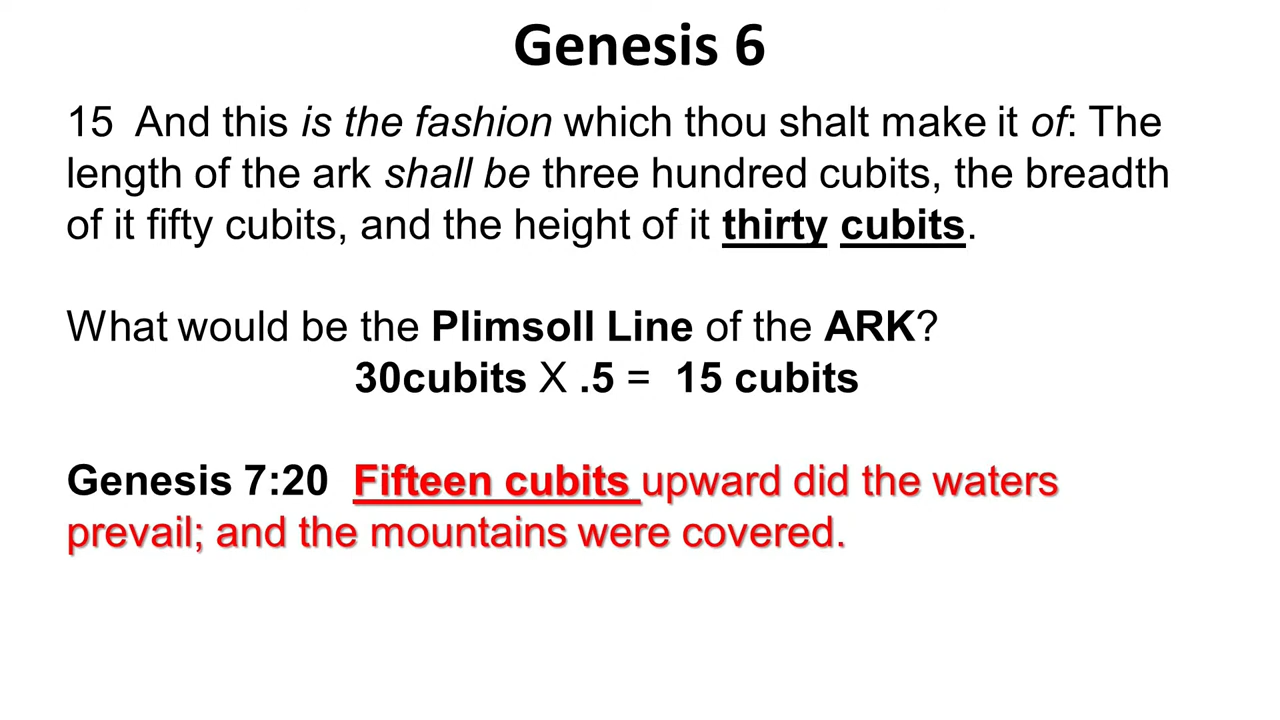 Genesis 6
15 And this is the fashion which thou shalt make it of: The
length of the ark shall be three hundred cubits, the breadth
of it fifty cubits, and the height of it thirty cubits.
What would be the Plimsoll Line of the ARK?
30cubits X .5 = 15 cubits
Genesis 7:20 Fifteen cubits upward did the waters
prevail; and the mountains were covered.